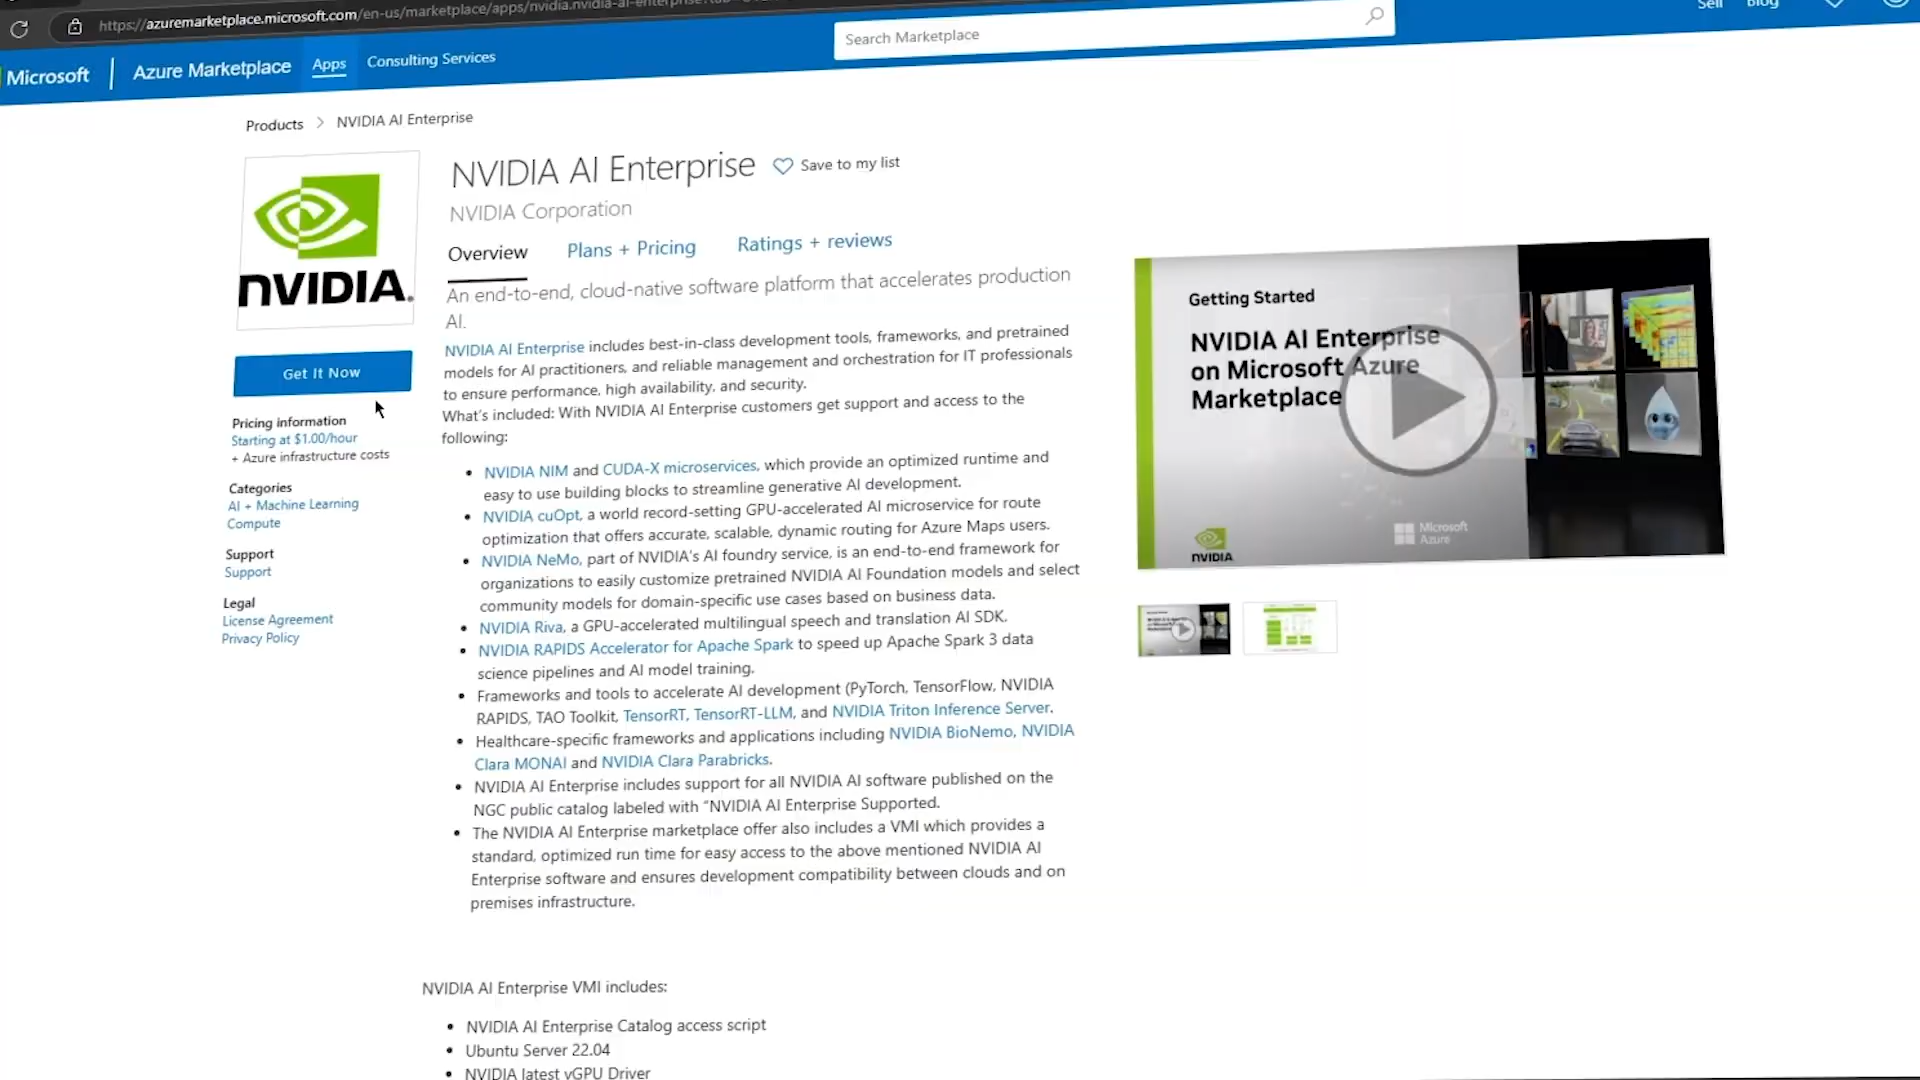 https://azuremarketplace.microsoft.com/en-us/marketplace/apps/nvidia.nvidia-ai-enterprise?tab=
Sell Blog
Microsoft Azure Marketplace Apps Consulting Services
Search Marketplace
Products > NVIDIA AI Enterprise
NVIDIA AI Enterprise
Save to my list
NVIDIA Corporation
NVIDIA.
Overview Plans + Pricing Ratings + reviews
An end-to-end, cloud-native software platform that accelerates production
AI.
NVIDIA AI Enterprise includes best-in-class development tools, frameworks, and pretrained
models for AI practitioners, and reliable management and orchestration for IT professionals
to ensure performance, high availability, and security.
What's included: With NVIDIA AI Enterprise customers get support and access to the
following:
Get It Now
Pricing information
Starting at $1.00/hour
+ Azure infrastructure costs
Categories
AI + Machine Learning
Compute
Support
Support
Legal
License Agreement
Privacy Policy
• NVIDIA NIM and CUDA-X microservices, which provide an optimized runtime and
easy to use building blocks to streamline generative AI development.
• NVIDIA cuOpt, a world record-setting GPU-accelerated AI microservice for route
optimization that offers accurate, scalable, dynamic routing for Azure Maps users.
• NVIDIA NeMo, part of NVIDIA's AI foundry service, is an end-to-end framework for
organizations to easily customize pretrained NVIDIA AI Foundation models and select
community models for domain-specific use cases based on business data.
• NVIDIA Riva, a GPU-accelerated multilingual speech and translation AI SDK.
• NVIDIA RAPIDS Accelerator for Apache Spark to speed up Apache Spark 3 data
science pipelines and AI model training.
• Frameworks and tools to accelerate AI development (PyTorch, TensorFlow, NVIDIA
RAPIDS, TAO Toolkit, TensorRT, TensorRT-LLM, and NVIDIA Triton Inference Server.
• Healthcare-specific frameworks and applications including NVIDIA BioNemo, NVIDIA
Clara MONAI and NVIDIA Clara Parabricks.
• NVIDIA AI Enterprise includes support for all NVIDIA AI software published on the
NGC public catalog labeled with “NVIDIA AI Enterprise Supported.
• The NVIDIA AI Enterprise marketplace offer also includes a VMI which provides a
standard, optimized run time for easy access to the above mentioned NVIDIA AI
Enterprise software and ensures development compatibility between clouds and on
premises infrastructure.
NVIDIA AI Enterprise VMI includes:
• NVIDIA AI Enterprise Catalog access script
• Ubuntu Server 22.04
• NVIDIA latest vGPU Driver
Getting Started
NVIDIA AI Enterprise
on Microsoft Azure
Marketplace
NVIDIA
Microsoft
Azure